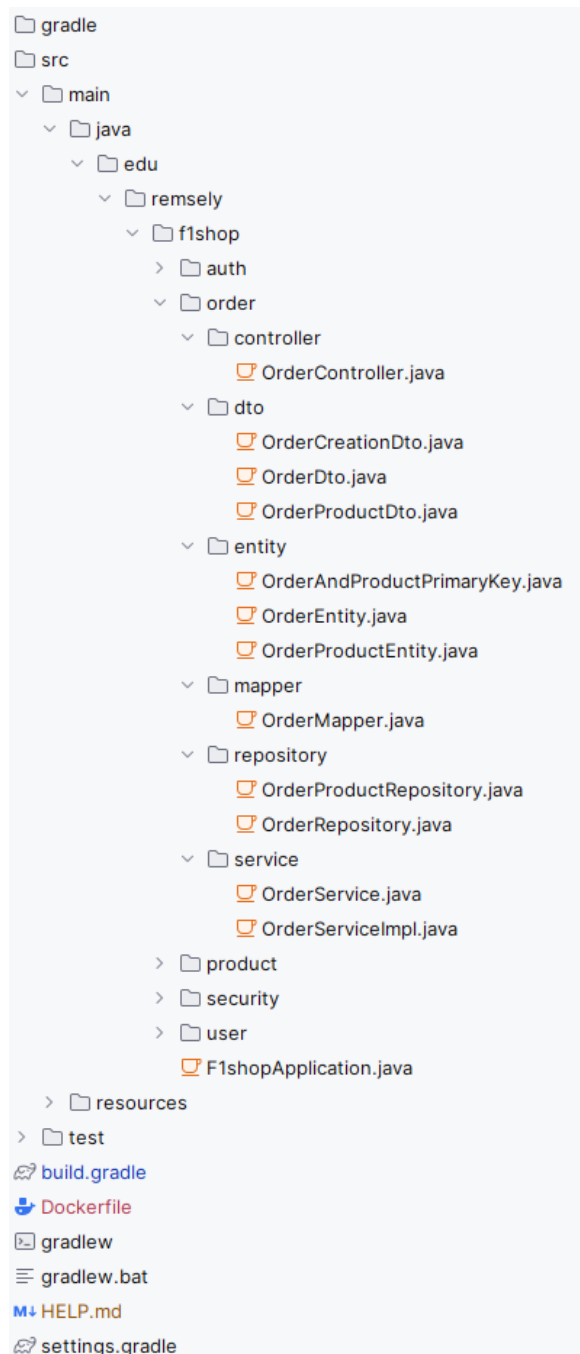 gradle
src
main
java
edu
remsely
f1shop
auth
order
controller
OrderController.java
dto
OrderCreationDto.java
OrderDto.java
OrderProductDto.java
entity
OrderAndProductPrimaryKey.java
OrderEntity.java
OrderProductEntity.java
mapper
OrderMapper.java
repository
OrderProductRepository.java
OrderRepository.java
service
OrderService.java
OrderServiceImpl.java
product
security
user
F1shopApplication.java
resources
test
build.gradle
Dockerfile
gradlew
gradlew.bat
M↓ HELP.md
settings.gradle